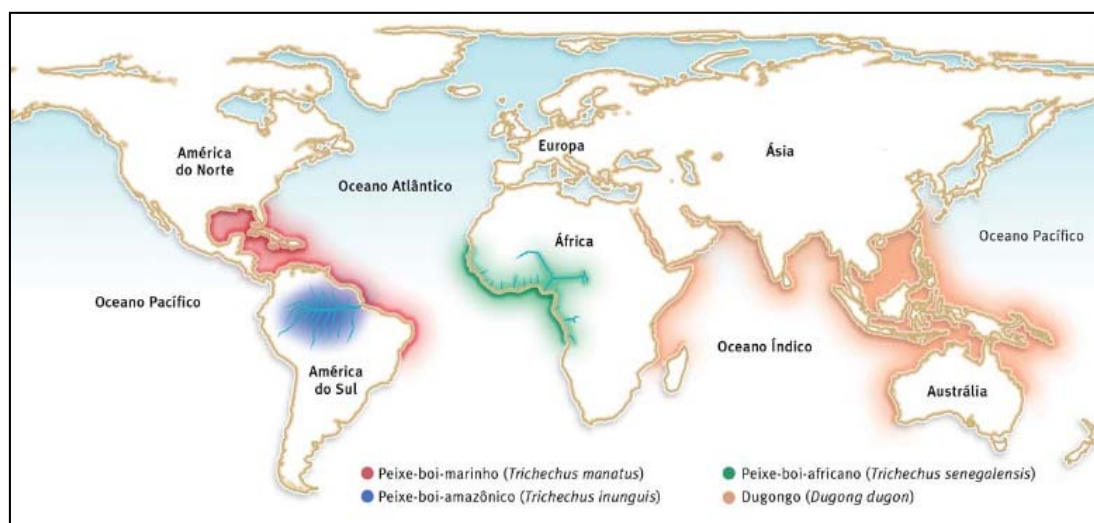 América
do Norte
Europa
Ásia
Oceano Atlântico
África
Oceano Pacífico
Oceano Pacífico
Oceano Índico
América
do Sul
Austrália
Peixe-boi-marinho (Trichechus manatus)
Peixe-boi-africano (Trichechus senegalensis)
Peixe-boi-amazônico (Trichechus inunguis)
Dugongo (Dugong dugon)